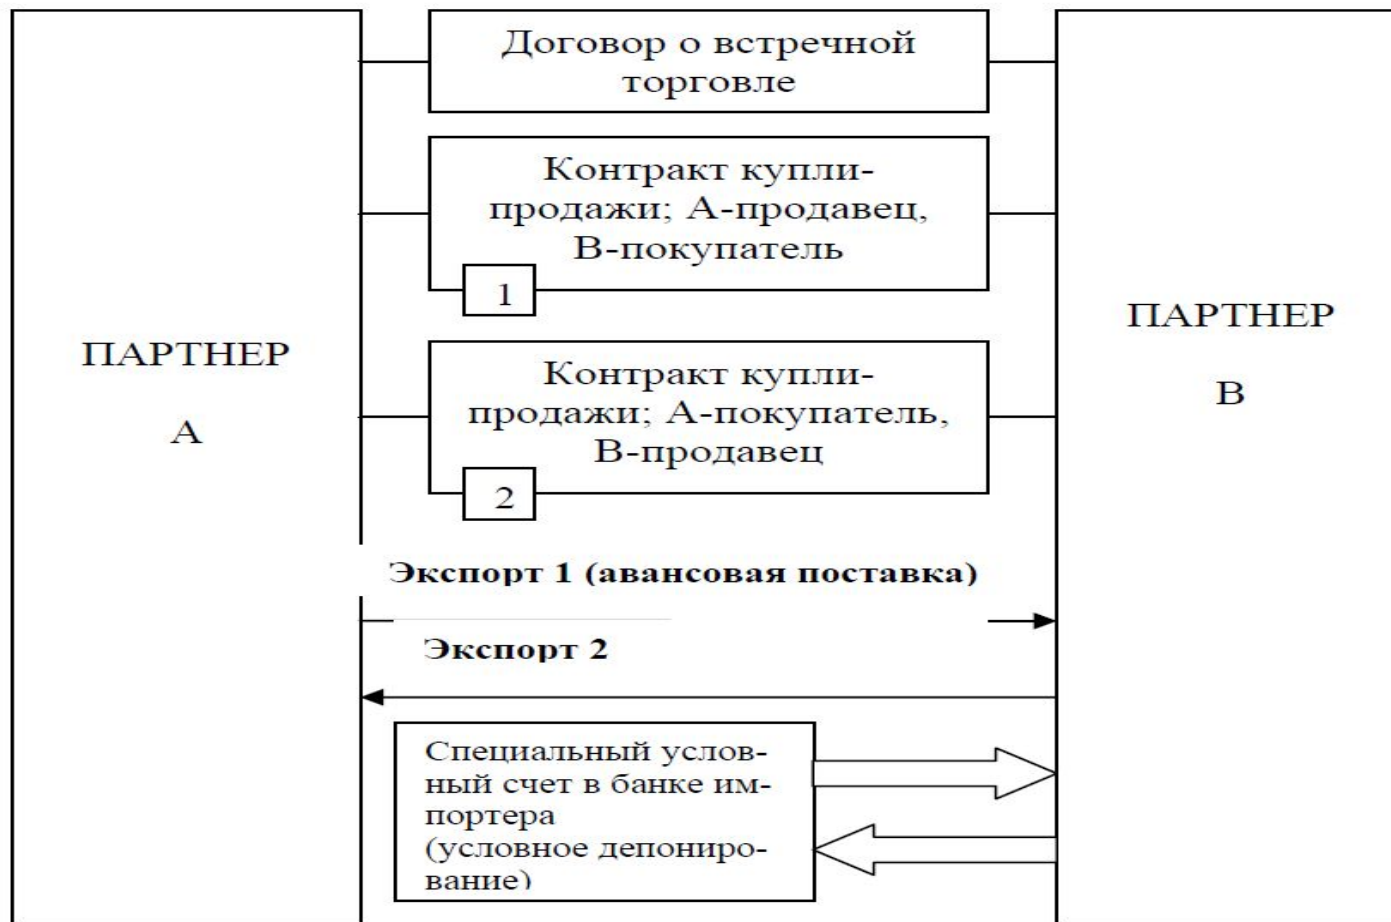 Договор о встречной
торговле
Контракт купли-
продажи; А-продавец,
В-покупатель
1
ПАРТНЕР
А
ПАРТНЕР
В
Контракт купли-
продажи; А-покупатель,
В-продавец
2
Экспорт 1 (авансовая поставка)
Экспорт 2
Специальный услов-
ный счет в банке им-
портера
(условное депониро-
вание)